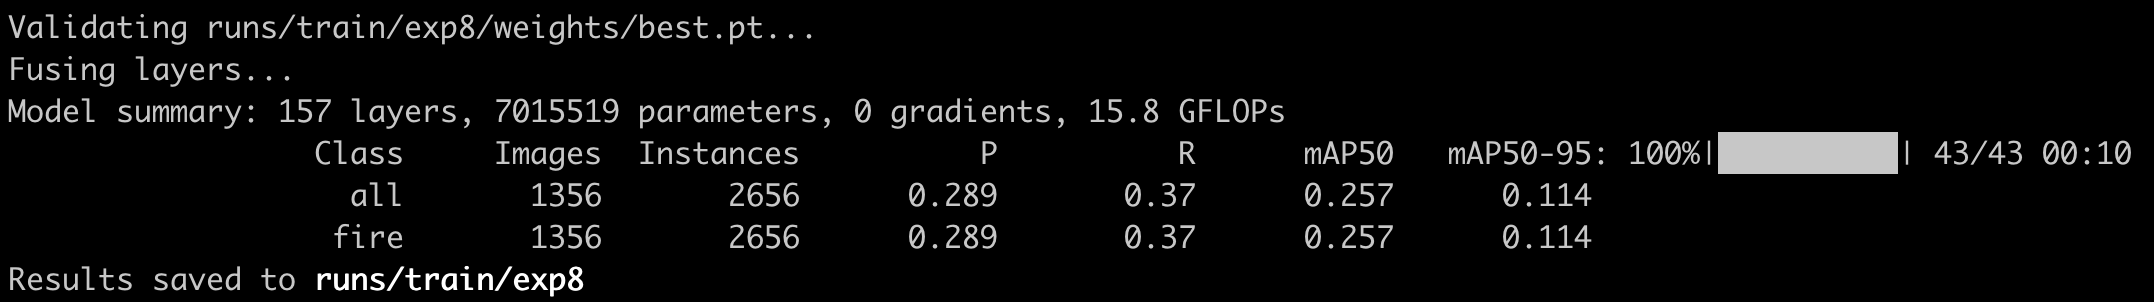 Validating runs/train/exp8/weights/best.pt...
Fusing layers...
Model summary: 157 layers, 7015519 parameters, 0 gradients, 15.8 GFLOPs
Class Images Instances P R mAP50 mAP50-95: 100%|██████████| 43/43 00:10
all 1356 2656 0.289 0.37 0.257 0.114
fire 1356 2656 0.289 0.37 0.257 0.114
Results saved to runs/train/exp8